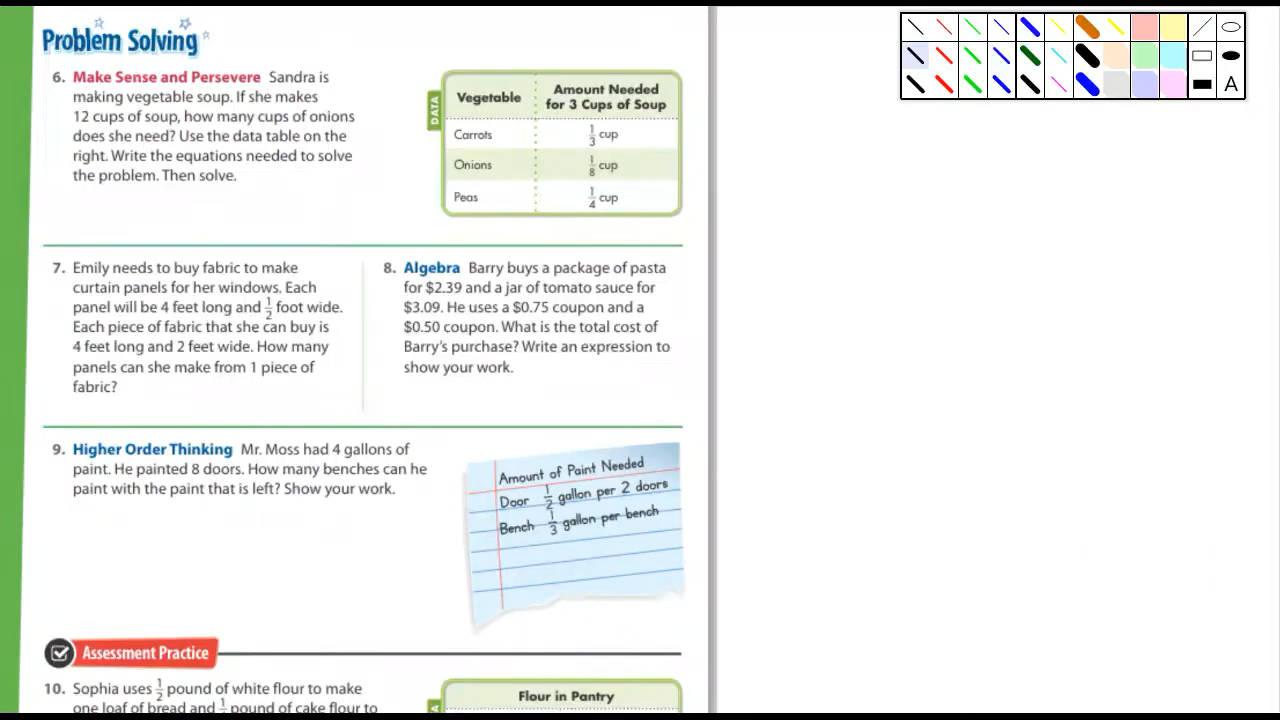 Problem Solving
6. Make Sense and Persevere Sandra is
making vegetable soup. If she makes
12 cups of soup, how many cups of onions
does she need? Use the data table on the
right. Write the equations needed to solve
the problem. Then solve.
DATA
Vegetable Amount Needed
for 3 Cups of Soup
Carrots 1/3 cup
Onions 1/8 cup
Peas 1/4 cup
7. Emily needs to buy fabric to make
curtain panels for her windows. Each
panel will be 4 feet long and 1/2 foot wide.
Each piece of fabric that she can buy is
4 feet long and 2 feet wide. How many
panels can she make from 1 piece of
fabric?
8. Algebra Barry buys a package of pasta
for $2.39 and a jar of tomato sauce for
$3.09. He uses a $0.75 coupon and a
$0.50 coupon. What is the total cost of
Barry's purchase? Write an expression to
show your work.
9. Higher Order Thinking Mr. Moss had 4 gallons of
paint. He painted 8 doors. How many benches can he
paint with the paint that is left? Show your work.
Amount of Paint Needed
Door 1/2 gallon per 2 doors
Bench 1/3 gallon per bench
Assessment Practice
10. Sophia uses 1/2 pound of white flour to make
one loaf of bread and pound of cake flour to
Flour in Pantry
A